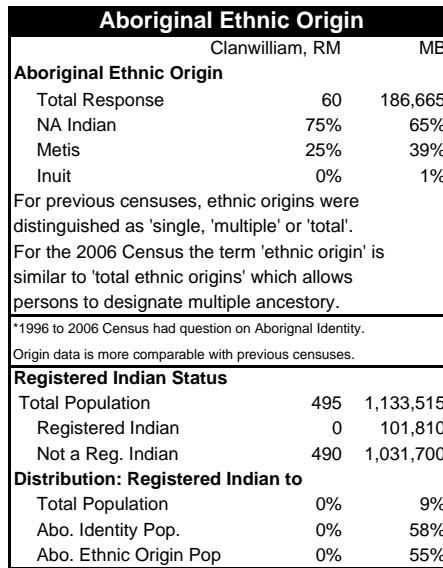 Aboriginal Ethnic Origin
Clanwilliam, RM MB
Aboriginal Ethnic Origin
Total Response 60 186,665
NA Indian 75% 65%
Metis 25% 39%
Inuit 0% 1%
For previous censuses, ethnic origins were
distinguished as 'single, 'multiple' or 'total'.
For the 2006 Census the term 'ethnic origin' is
similar to 'total ethnic origins' which allows
persons to designate multiple ancestory.
*1996 to 2006 Census had question on Aborignal Identity.
Origin data is more comparable with previous censuses.
Registered Indian Status
Total Population 495 1,133,515
Registered Indian 0 101,810
Not a Reg. Indian 490 1,031,700
Distribution: Registered Indian to
Total Population 0% 9%
Abo. Identity Pop. 0% 58%
Abo. Ethnic Origin Pop 0% 55%